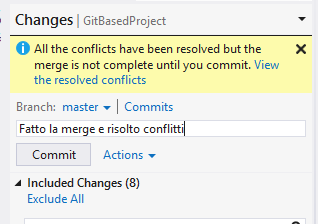 Changes | GitBasedProject
All the conflicts have been resolved but the
merge is not complete until you commit. View
the resolved conflicts
Branch: master Commits
Fatto la merge e risolto conflitti
Commit Actions
Included Changes (8)
Exclude All